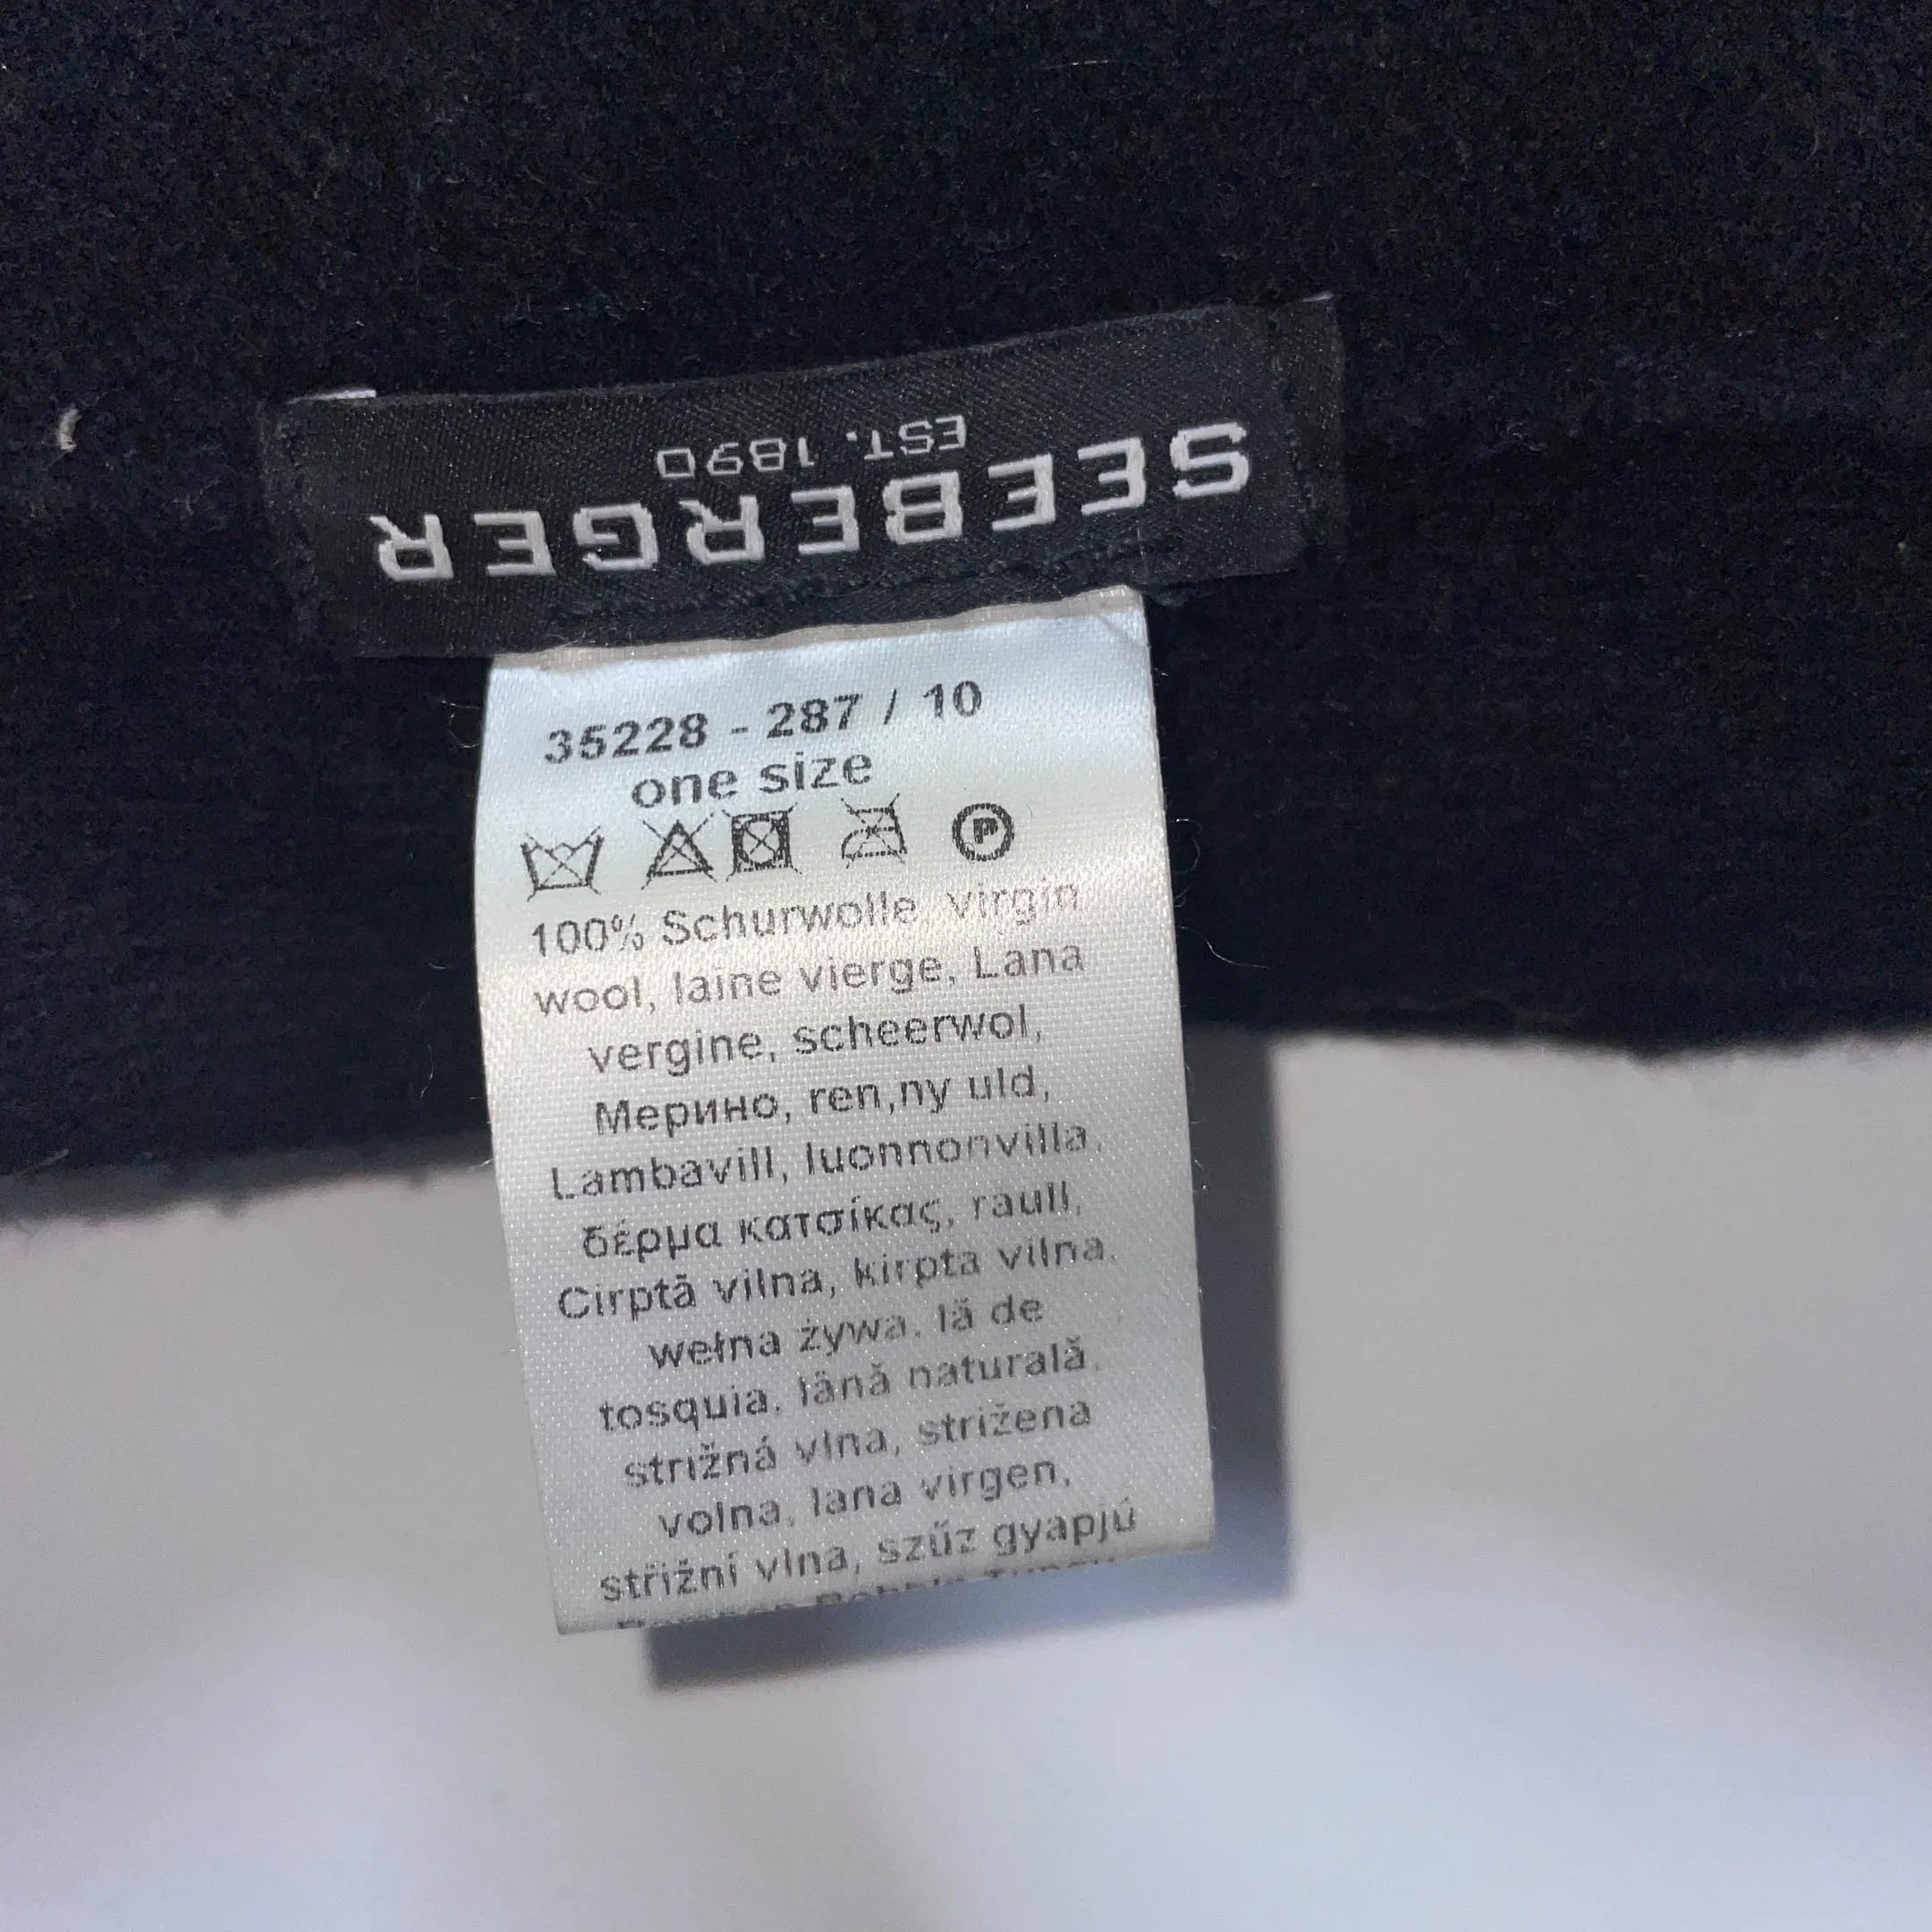 SEEBERGER
EST. 1890
35228 - 287 / 10
one size
P
100% Schurwolle, virgin
wool, laine vierge, Lana
vergine, scheerwol,
Мерино, ren,ny uld,
Lambavill, luonnonvilla,
δέρμα κατσίκας, raull,
Cirptā vilna, kirpta vilna,
wełna żywa, lã de
tosquia, lână naturală,
strižná vlna, strižena
volna, lana virgen,
střižní vlna, szűz gyapjú